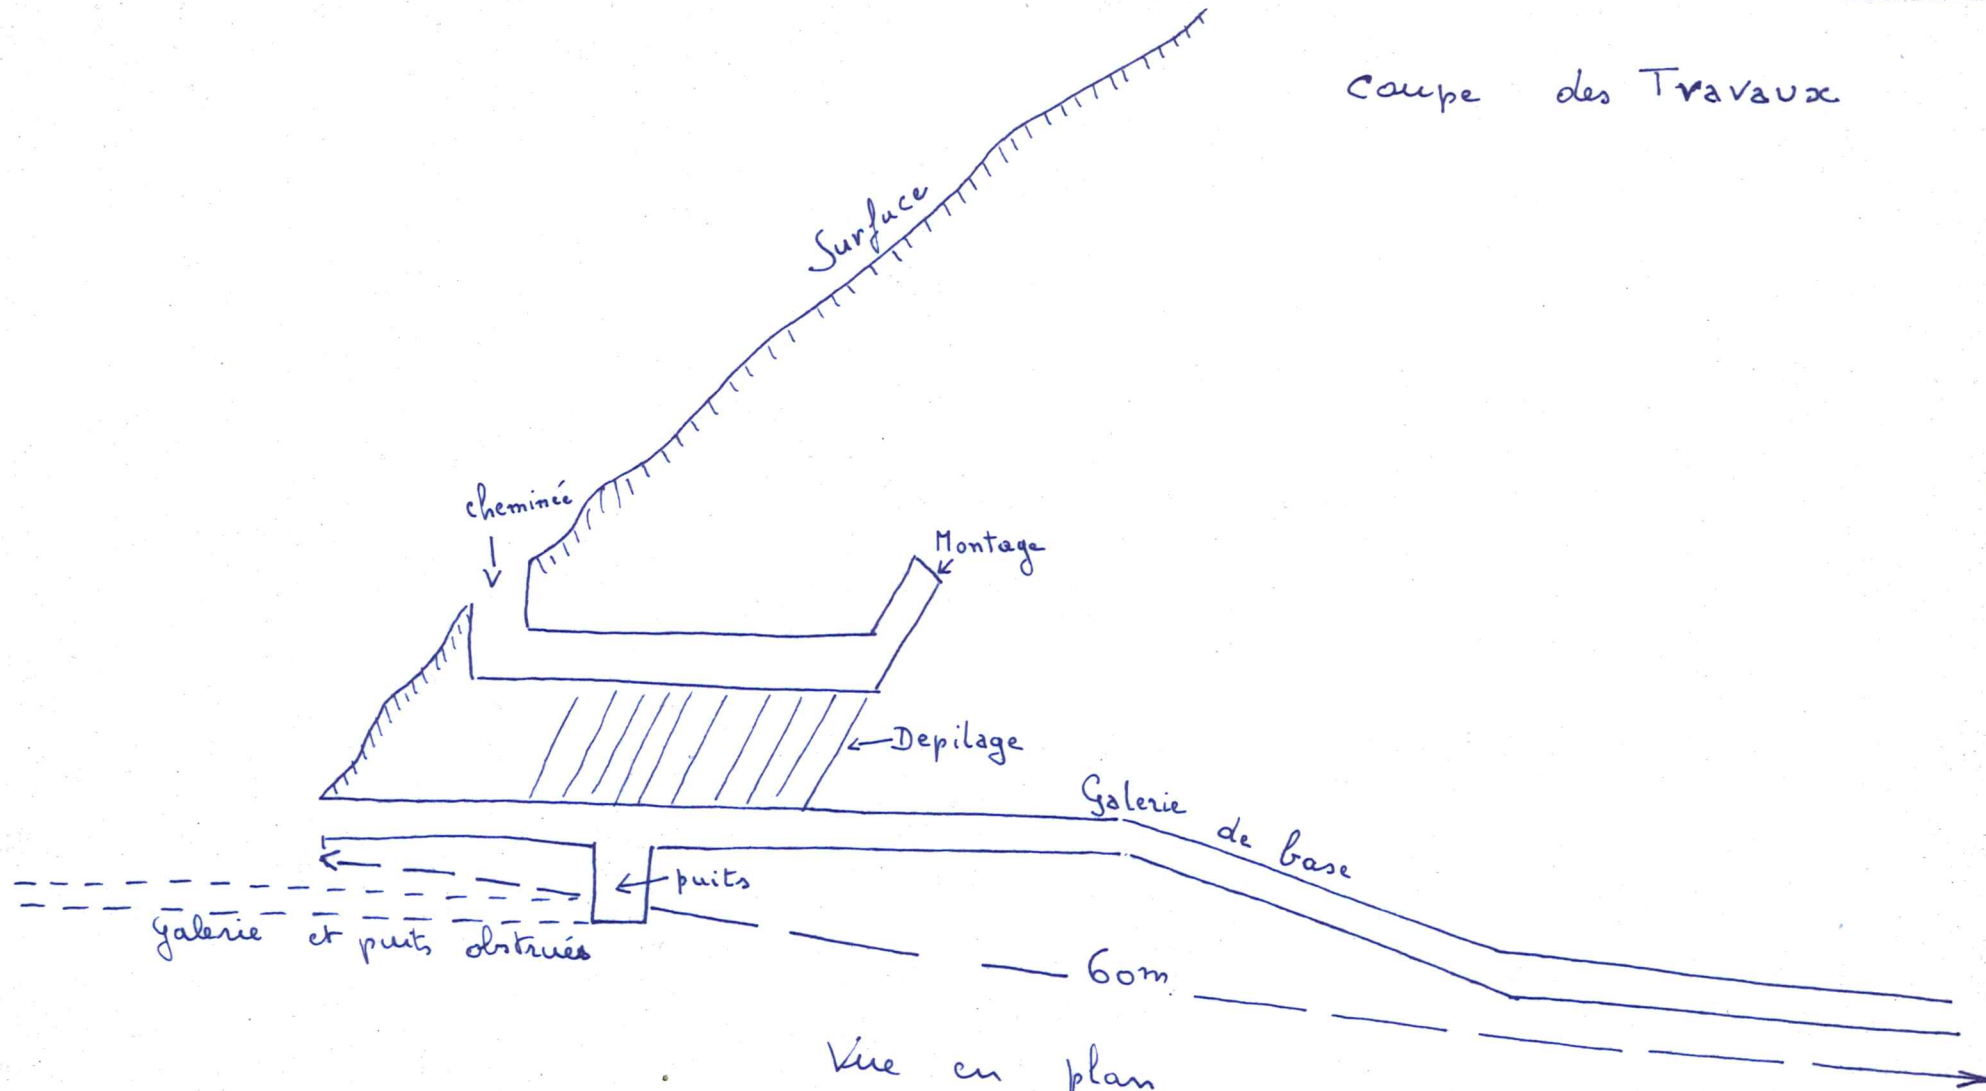 Coupe des Travaux
Surface
cheminée
Montage
Depilage
Galerie de base
puits
galerie et puits obstrués
60m
Vue en plan